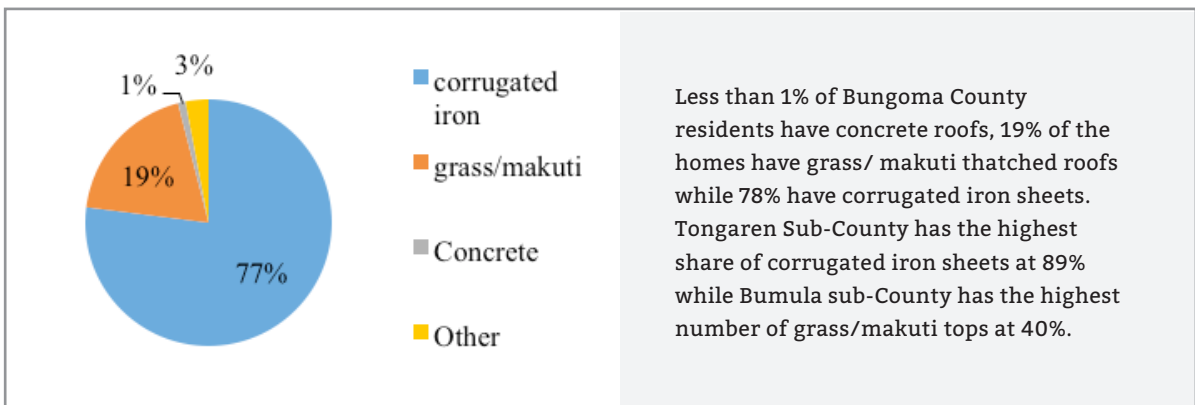 3%
1%
19%
77%
corrugated
iron
grass/makuti
Concrete
Other
Less than 1% of Bungoma County
residents have concrete roofs, 19% of the
homes have grass/ makuti thatched roofs
while 78% have corrugated iron sheets.
Tongaren Sub-County has the highest
share of corrugated iron sheets at 89%
while Bumula sub-County has the highest
number of grass/makuti tops at 40%.